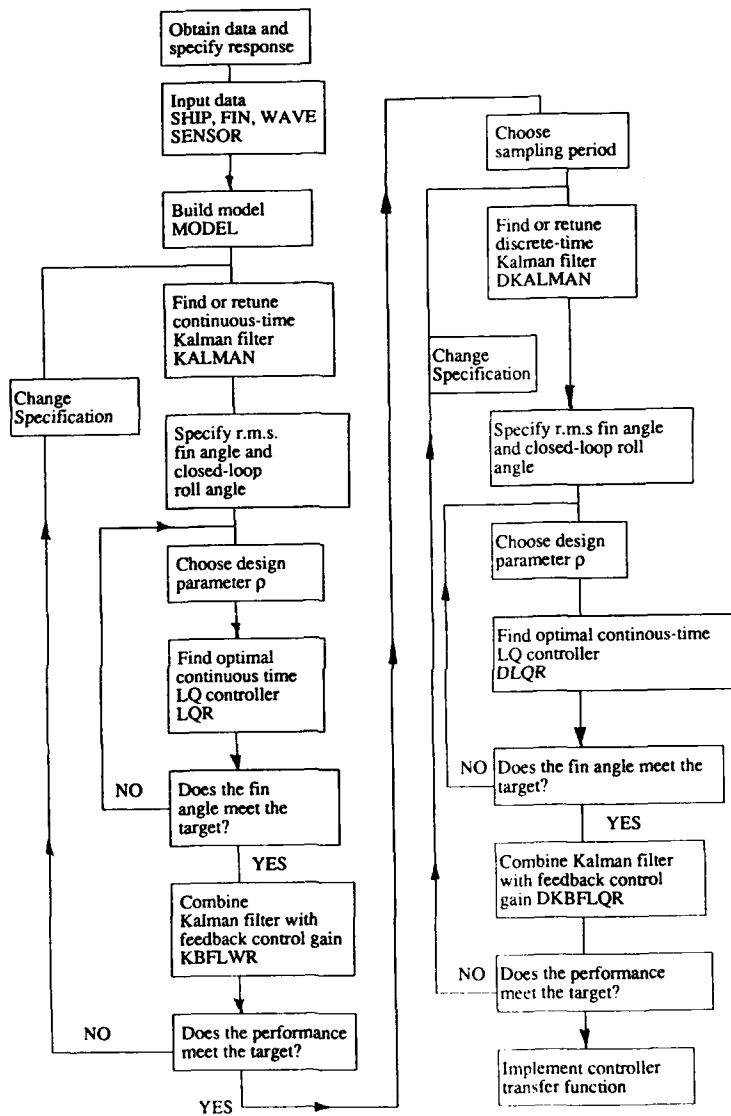 Obtain data and
specify response
Input data
SHIP, FIN, WAVE
SENSOR
Build model
MODEL
Find or retune
continuous-time
Kalman filter
KALMAN
Change
Specification
Specify r.m.s.
fin angle and
closed-loop
roll angle
Choose design
parameter ρ
Find optimal
continuous time
LQ controller
LQR
NO
Does the fin
angle meet the
target?
YES
Combine
Kalman filter with
feedback control gain
KBFLWR
NO
Does the performance
meet the target?
YES
Choose
sampling period
Find or retune
discrete-time
Kalman filter
DKALMAN
Change
Specification
Specify r.m.s fin angle
and closed-loop roll
angle
Choose design
parameter ρ
Find optimal continous-time
LQ controller
DLQR
NO
Does the fin angle meet the
target?
YES
Combine Kalman filter
with feedback control
gain DKBFLQR
NO
Does the performance
meet the target?
Implement controller
transfer function